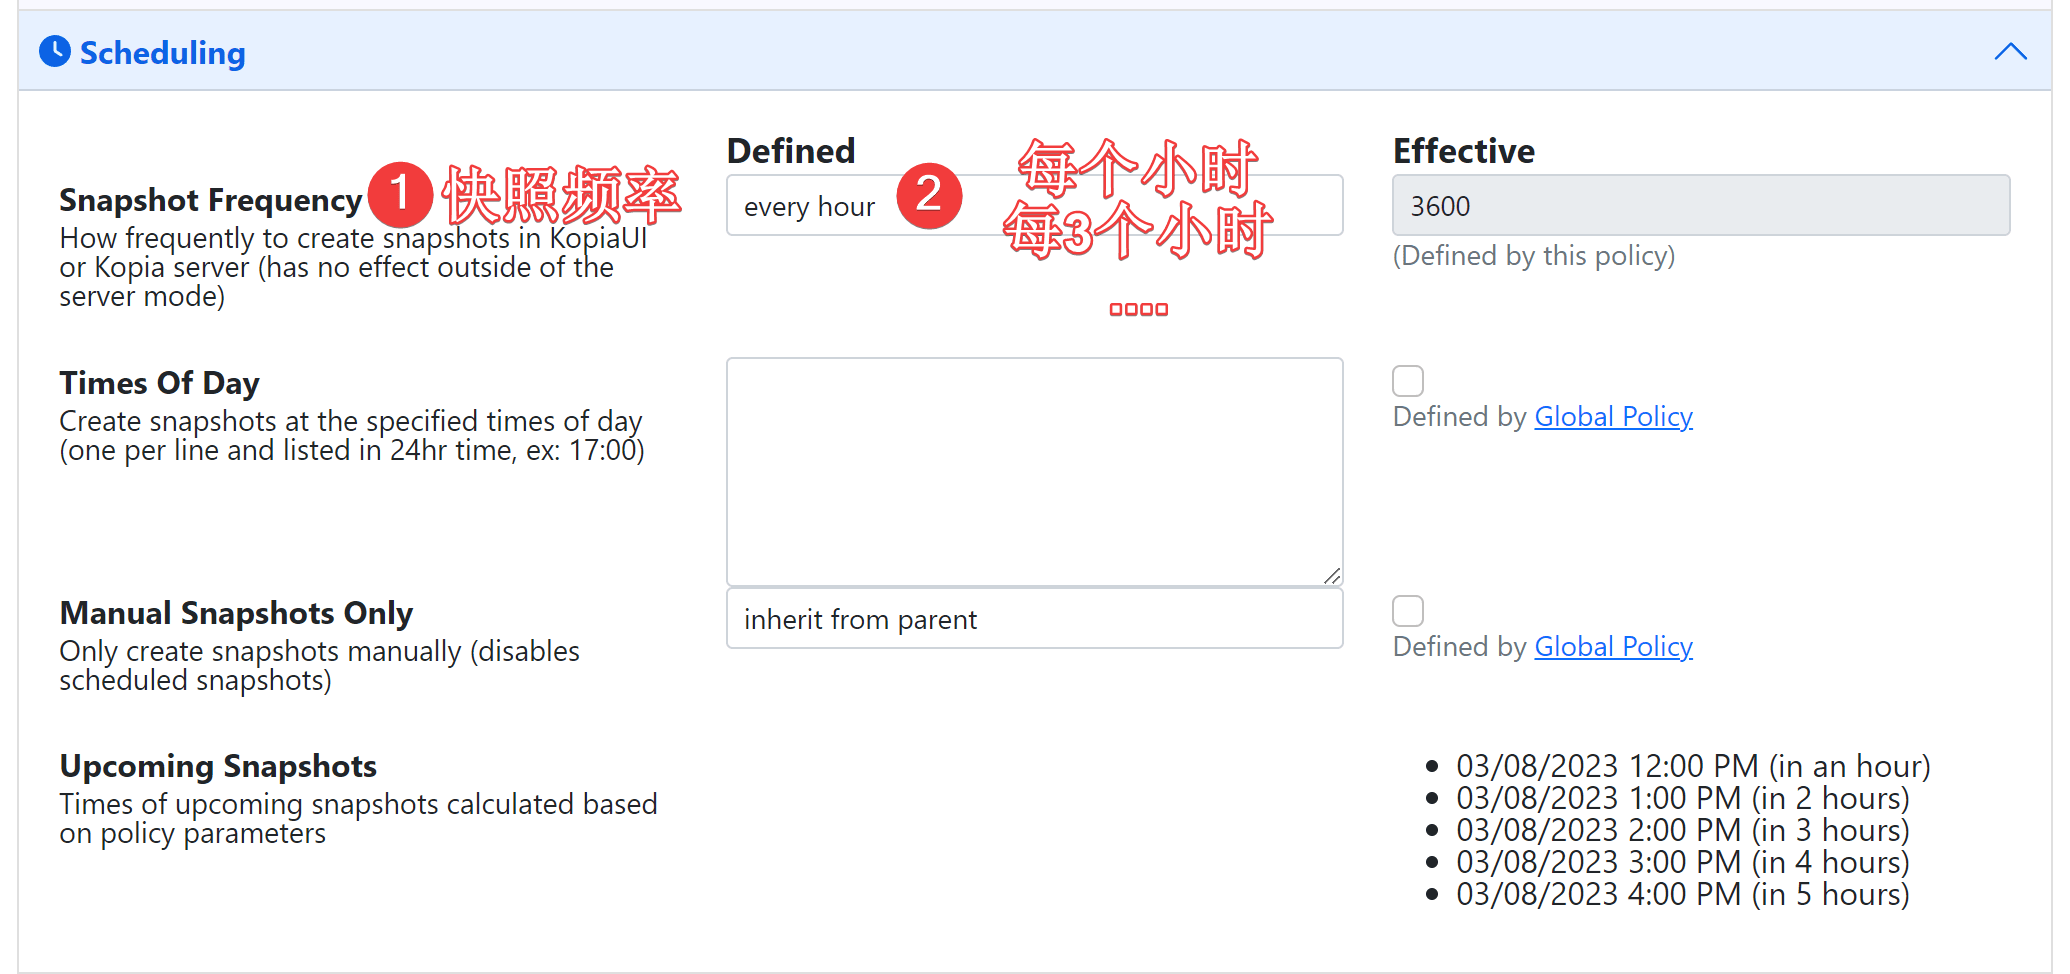 Scheduling
Defined
Effective
Snapshot Frequency
1 快照频率
How frequently to create snapshots in KopiaUI
or Kopia server (has no effect outside of the
server mode)
every hour
2
每个小时
每3个小时
3600
(Defined by this policy)
Times Of Day
Create snapshots at the specified times of day
(one per line and listed in 24hr time, ex: 17:00)
Defined by Global Policy
Manual Snapshots Only
Only create snapshots manually (disables
scheduled snapshots)
inherit from parent
Defined by Global Policy
Upcoming Snapshots
Times of upcoming snapshots calculated based
on policy parameters
03/08/2023 12:00 PM (in an hour)
03/08/2023 1:00 PM (in 2 hours)
03/08/2023 2:00 PM (in 3 hours)
03/08/2023 3:00 PM (in 4 hours)
03/08/2023 4:00 PM (in 5 hours)